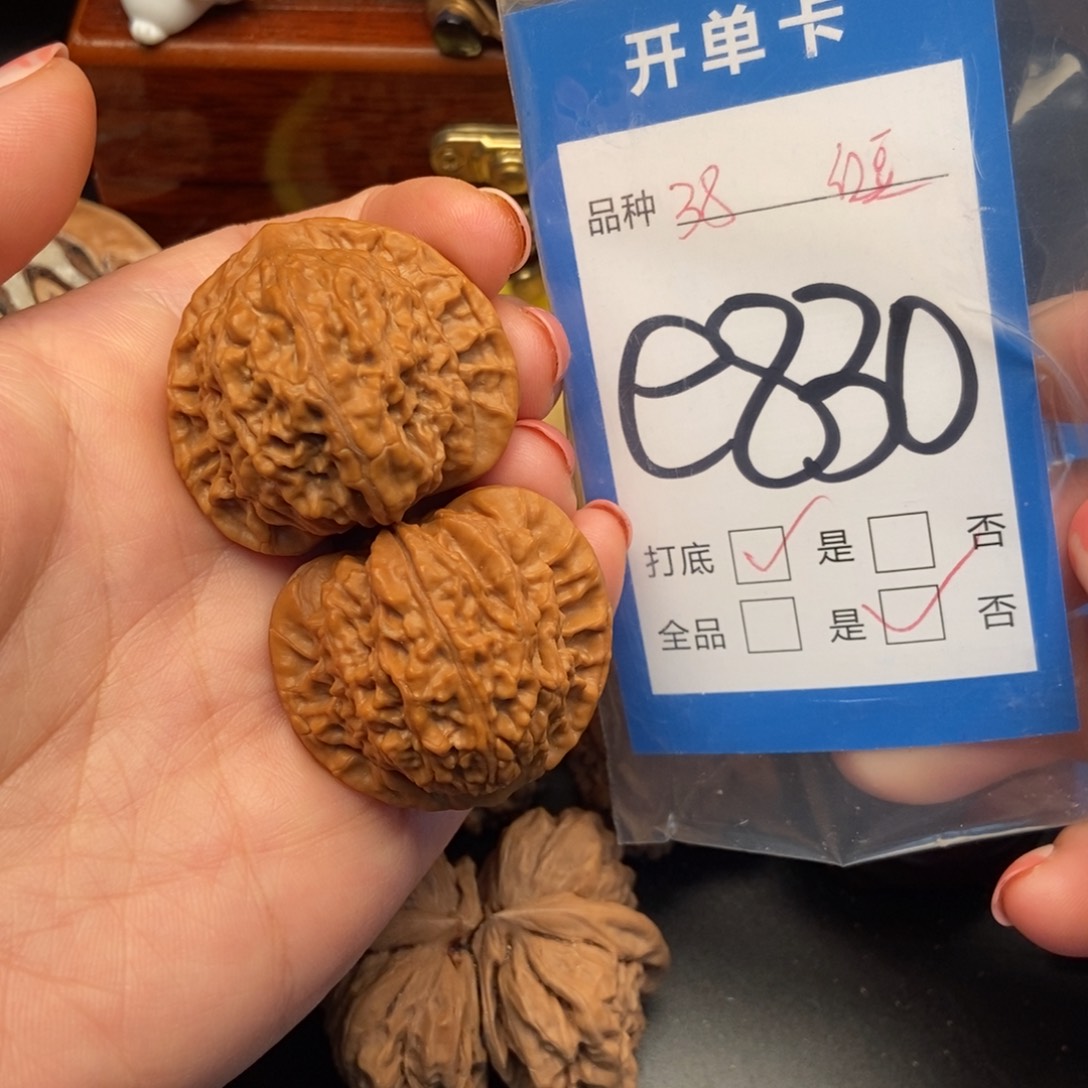 开单卡
品种 38
e830
打底 ☑ 是 ☐ 否
全品 ☐ 是 ☑ 否